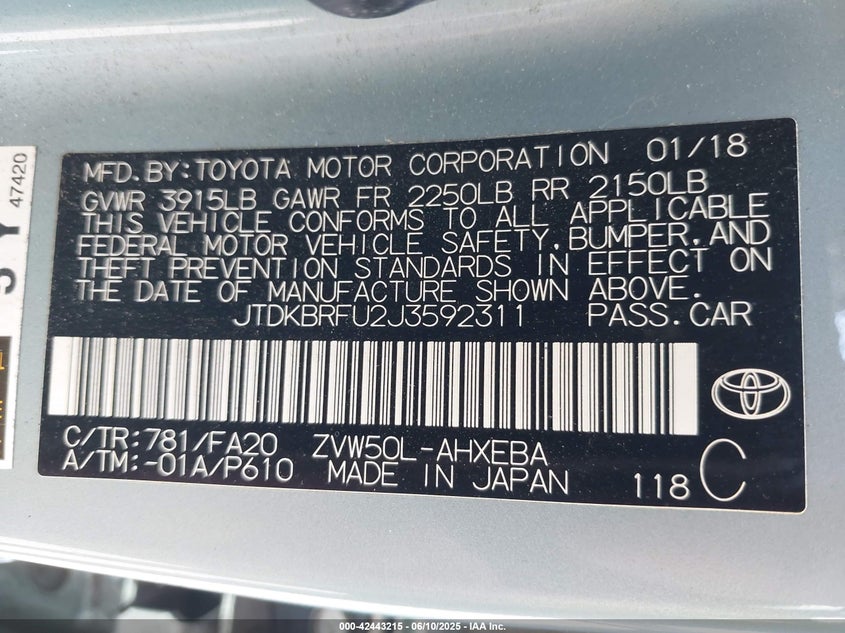 MFD.BY:TOYOTA MOTOR CORPORATION 01/18
GVWR 3915LB GAWR FR 2250LB RR 2150LB
THIS VEHICLE CONFORMS TO ALL APPLICABLE
FEDERAL MOTOR VEHICLE SAFETY,BUMPER,AND
THEFT PREVENTION STANDARDS IN EFFECT ON
THE DATE OF MANUFACTURE SHOWN ABOVE.
JTDKBRFU2J3592311 PASS.CAR
C/TR:781/FA20 ZVW50L-AHXEBA
A/TM:-01A/P610 MADE IN JAPAN
118 C
47420
000-42443215 - 06/10/2025 - IAA Inc.